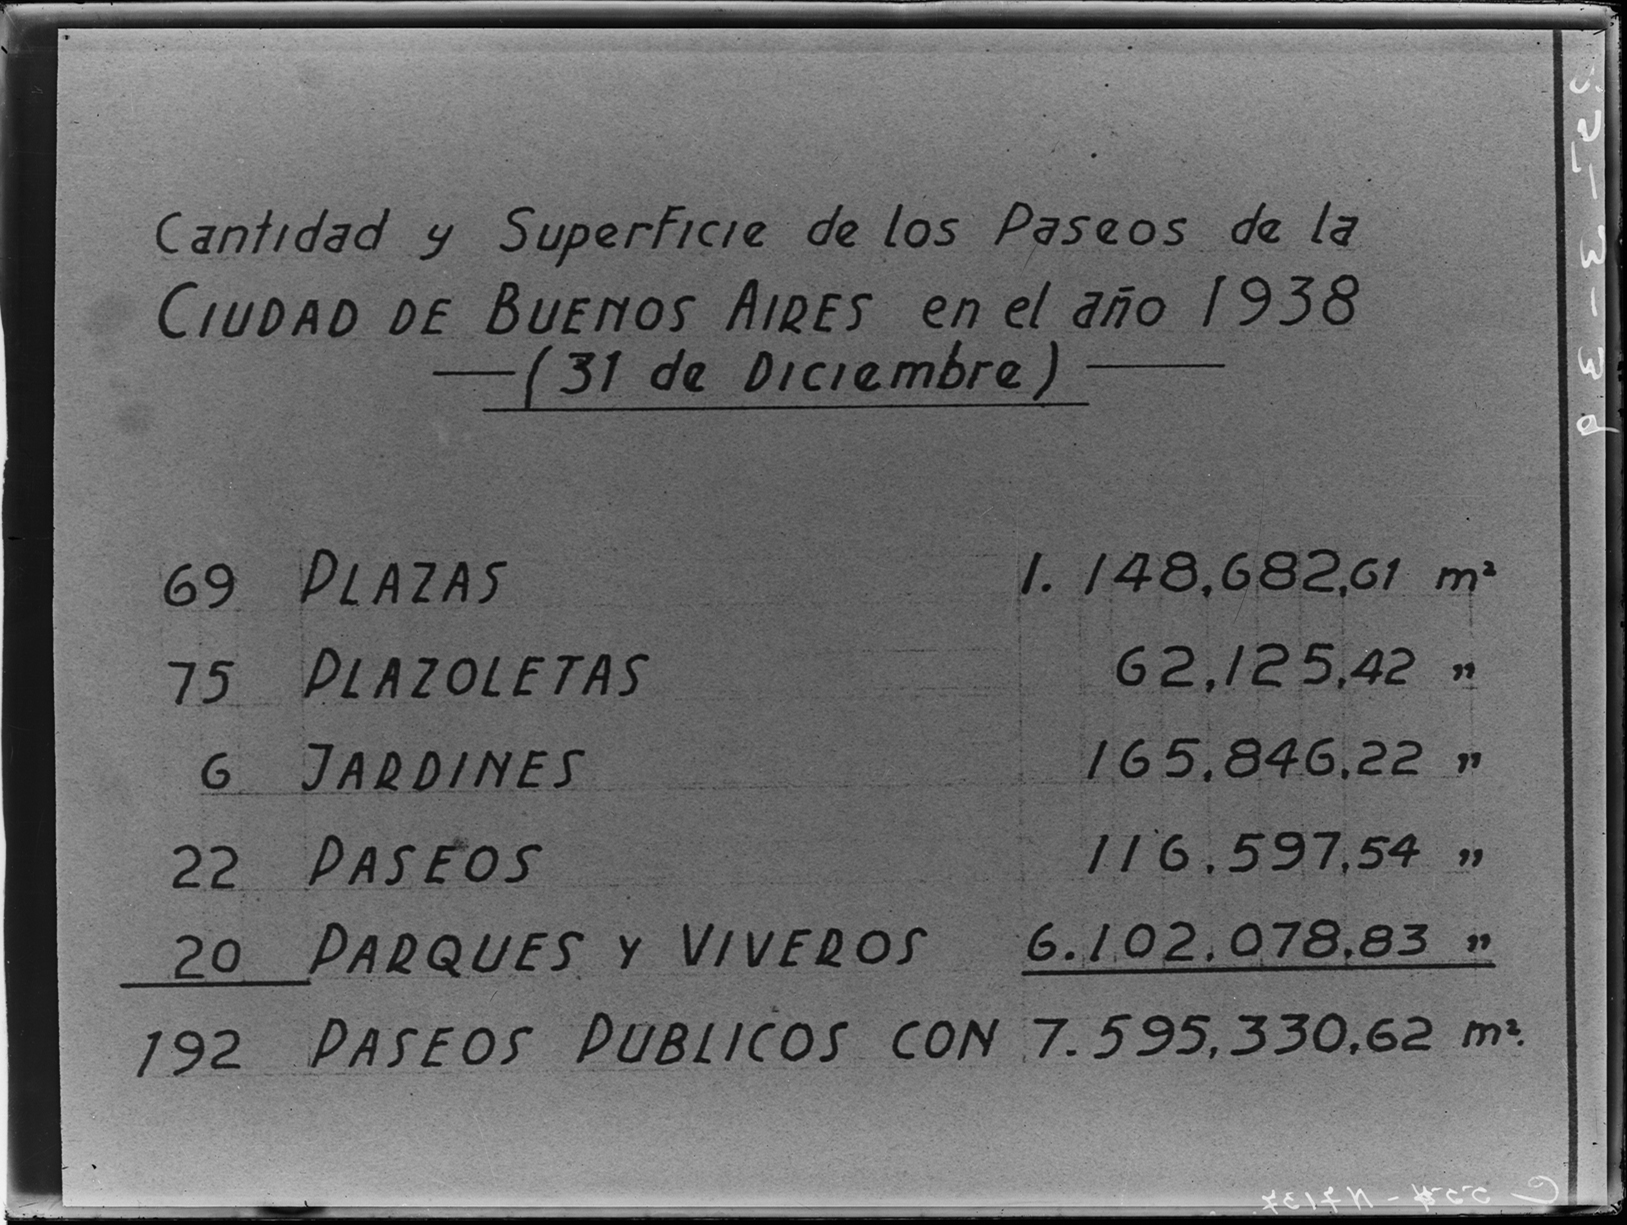 Cantidad y Superficie de los Paseos de la
CIUDAD DE BUENOS AIRES en el año 1938
—(31 de Diciembre)—
69 PLAZAS 1.148,682,61 m²
75 PLAZOLETAS 62,125,42 "
6 JARDINES 165,846,22 "
22 PASEOS 116.597,54 "
20 PARQUES Y VIVEROS 6.102.078,83 "
192 PASEOS PUBLICOS CON 7.595,330,62 m².